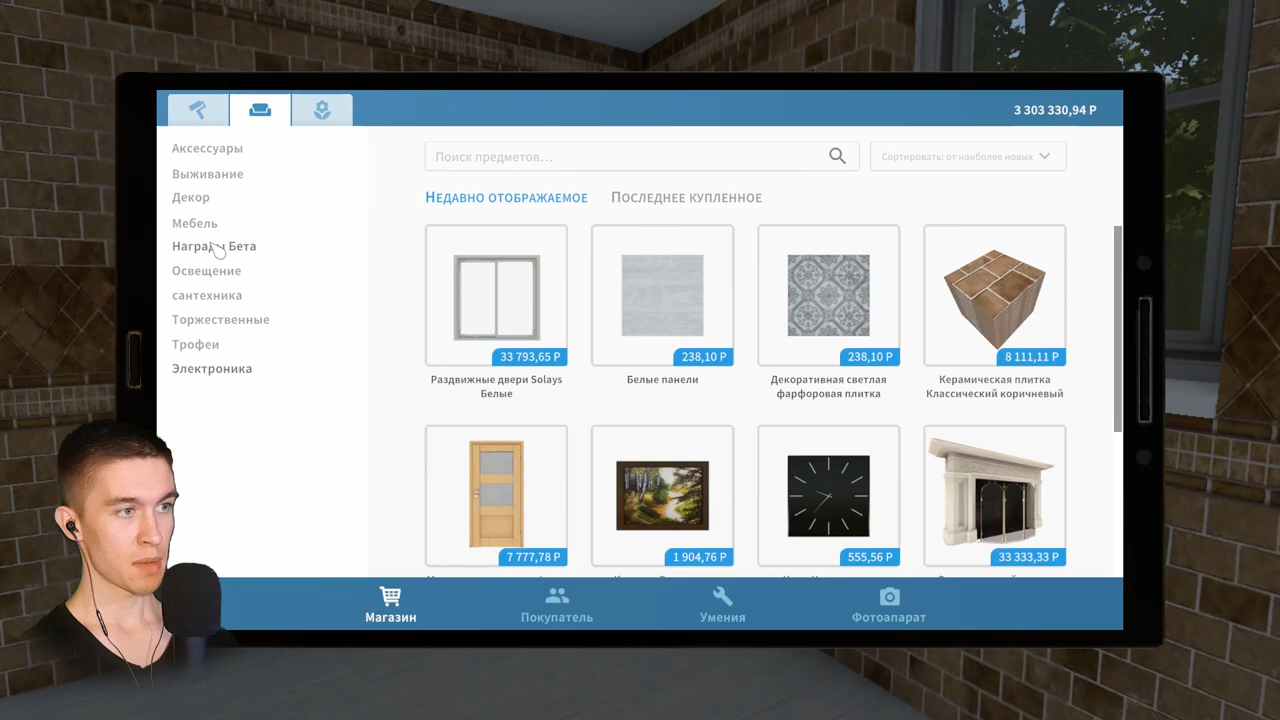 3 303 330,94 Р
Аксессуары
Выживание
Декор
Мебель
Награды Бета
Освещение
сантехника
Торжественные
Трофеи
Электроника
Поиск предметов...
Сортировать: от наиболее новых
Недавно отображаемое
Последнее купленное
33 793,65 Р
238,10 Р
238,10 Р
8 111,11 Р
Раздвижные двери Solays
Белые
Белые панели
Декоративная светлая
фарфоровая плитка
Керамическая плитка
Классический коричневый
7 777,78 Р
1 904,76 Р
555,56 Р
33 333,33 Р
Магазин
Покупатель
Умения
Фотоапарат